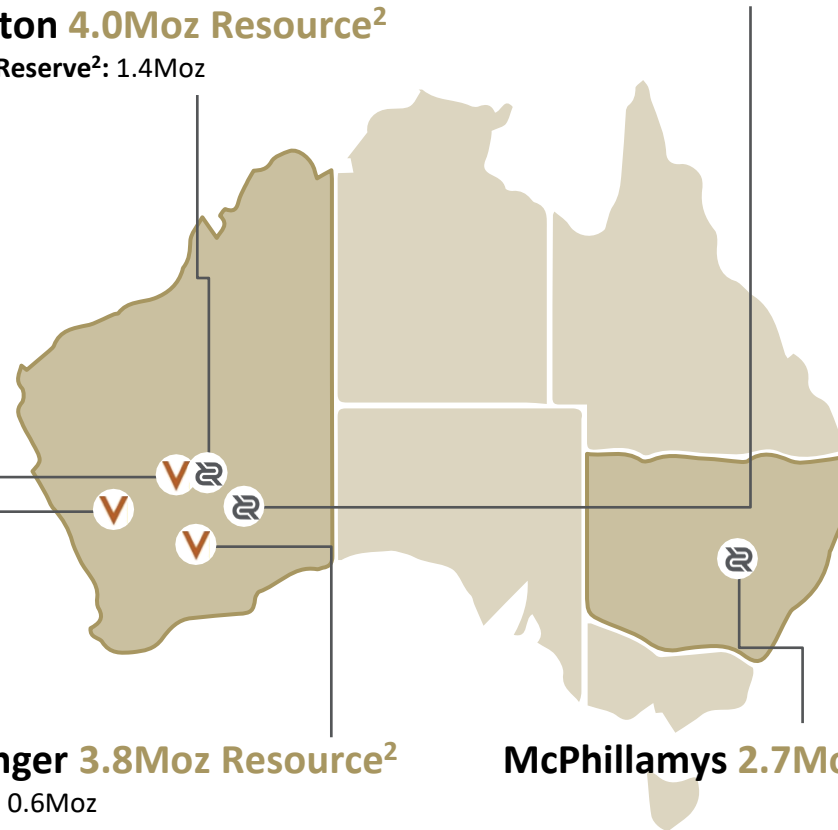 ton 4.0Moz Resource²
Reserve²: 1.4Moz
nger 3.8Moz Resource²
0.6Moz
McPhillamys 2.7Mo